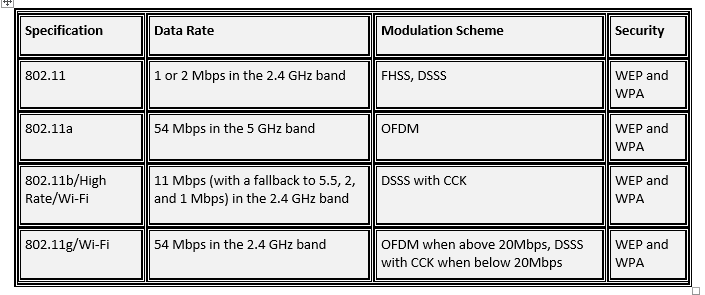 Specification Data Rate Modulation Scheme Security
802.11 1 or 2 Mbps in the 2.4 GHz band FHSS, DSSS WEP and
WPA
802.11a 54 Mbps in the 5 GHz band OFDM WEP and
WPA
802.11b/High 11 Mbps (with a fallback to 5.5, 2, DSSS with CCK WEP and
Rate/Wi-Fi and 1 Mbps) in the 2.4 GHz band WPA
802.11g/Wi-Fi 54 Mbps in the 2.4 GHz band OFDM when above 20Mbps, DSSS WEP and
with CCK when below 20Mbps WPA